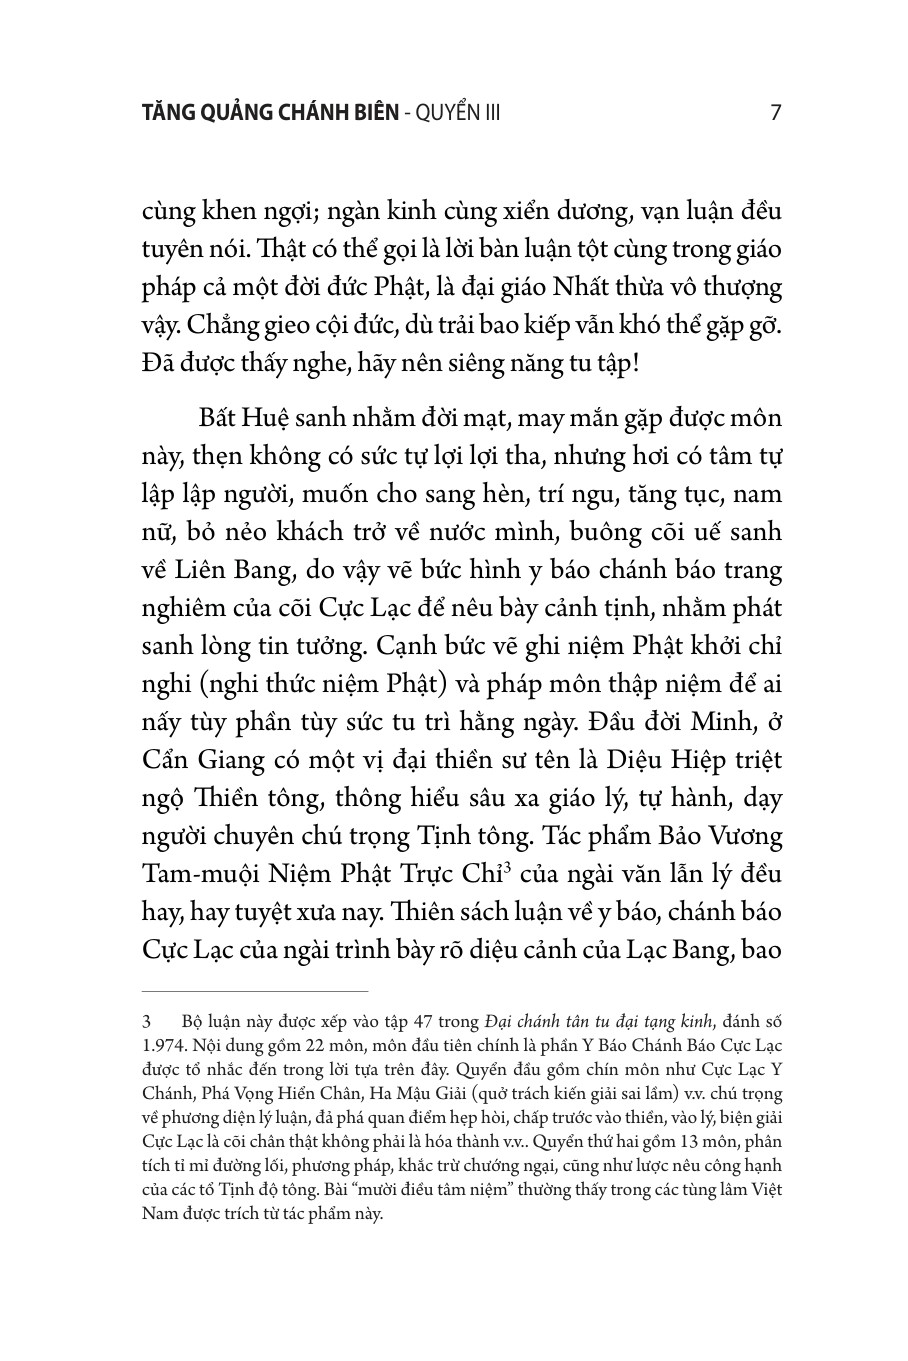 TĂNG QUẢNG CHÁNH BIÊN - QUYỂN III 7
cùng khen ngợi; ngàn kinh cùng xiển dương, vạn luận đều
tuyên nói. Thật có thể gọi là lời bàn luận tột cùng trong giáo
pháp cả một đời đức Phật, là đại giáo Nhất thừa vô thượng
vậy. Chẳng gieo cội đức, dù trải bao kiếp vẫn khó thể gặp gỡ.
Đã được thấy nghe, hãy nên siêng năng tu tập!
Bất Huệ sanh nhằm đời mạt, may mắn gặp được môn
này, thẹn không có sức tự lợi lợi tha, nhưng hơi có tâm tự
lập lập người, muốn cho sang hèn, trí ngu, tăng tục, nam
nữ, bỏ nẻo khách trở về nước mình, buông cõi uế sanh
về Liên Bang, do vậy vẽ bức hình y báo chánh báo trang
nghiêm của cõi Cực Lạc để nêu bày cảnh tịnh, nhằm phát
sanh lòng tin tưởng. Cạnh bức vẽ ghi niệm Phật khởi chỉ
nghi (nghi thức niệm Phật) và pháp môn thập niệm để ai
nấy tùy phần tùy sức tu trì hằng ngày. Đầu đời Minh, ở
Cẩn Giang có một vị đại thiền sư tên là Diệu Hiệp triệt
ngộ Thiền tông, thông hiểu sâu xa giáo lý, tự hành, dạy
người chuyên chú trọng Tịnh tông. Tác phẩm Bảo Vương
Tam-muội Niệm Phật Trực Chỉ3 của ngài văn lẫn lý đều
hay, hay tuyệt xưa nay. Thiên sách luận về y báo, chánh báo
Cực Lạc của ngài trình bày rõ diệu cảnh của Lạc Bang, bao
3 Bộ luận này được xếp vào tập 47 trong Đại chánh tân tu đại tạng kinh, đánh số
1.974. Nội dung gồm 22 môn, môn đầu tiên chính là phần Y Báo Chánh Báo Cực Lạc
được tổ nhắc đến trong lời tựa trên đây. Quyển đầu gồm chín môn như Cực Lạc Y
Chánh, Phá Vọng Hiển Chân, Ha Mậu Giải (quở trách kiến giải sai lầm) v.v. chú trọng
về phương diện lý luận, đả phá quan điểm hẹp hòi, chấp trước vào thiền, vào lý, biện giải
Cực Lạc là cõi chân thật không phải là hóa thành v.v.. Quyển thứ hai gồm 13 môn, phân
tích tỉ mỉ đường lối, phương pháp, khắc trừ chướng ngại, cũng như lược nêu công hạnh
của các tổ Tịnh độ tông. Bài “mười điều tâm niệm” thường thấy trong các tùng lâm Việt
Nam được trích từ tác phẩm này.